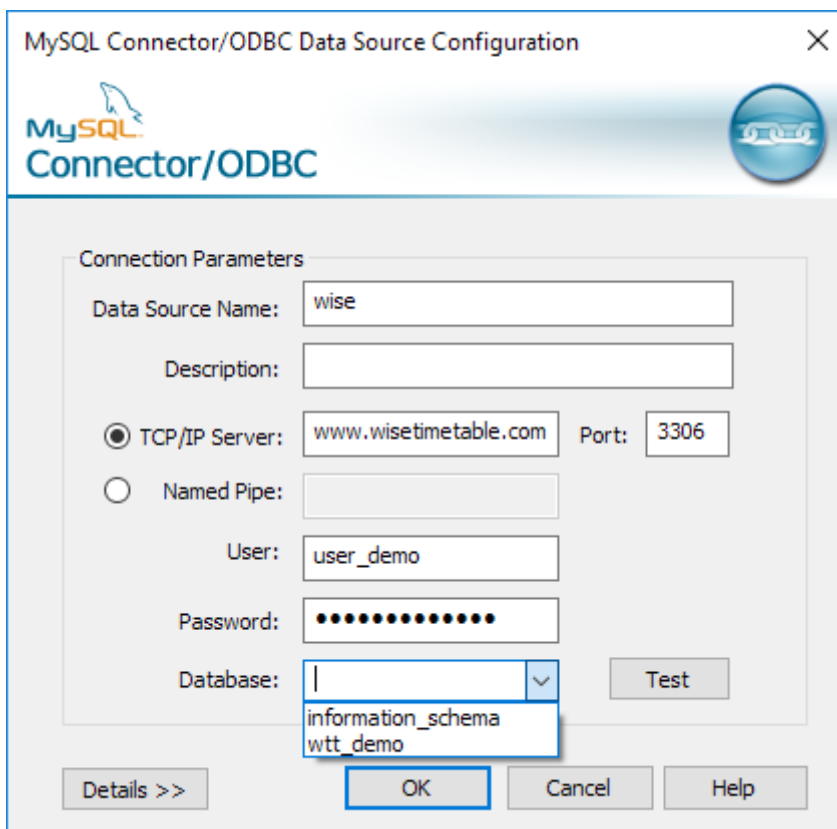 MySQL Connector/ODBC Data Source Configuration
MySQL
Connector/ODBC
Connection Parameters
Data Source Name: wise
Description:
TCP/IP Server: www.wisetimetable.com Port: 3306
Named Pipe:
User: user_demo
Password: •••••••••••••
Database:
Test
information_schema
wtt_demo
Details >> OK Cancel Help